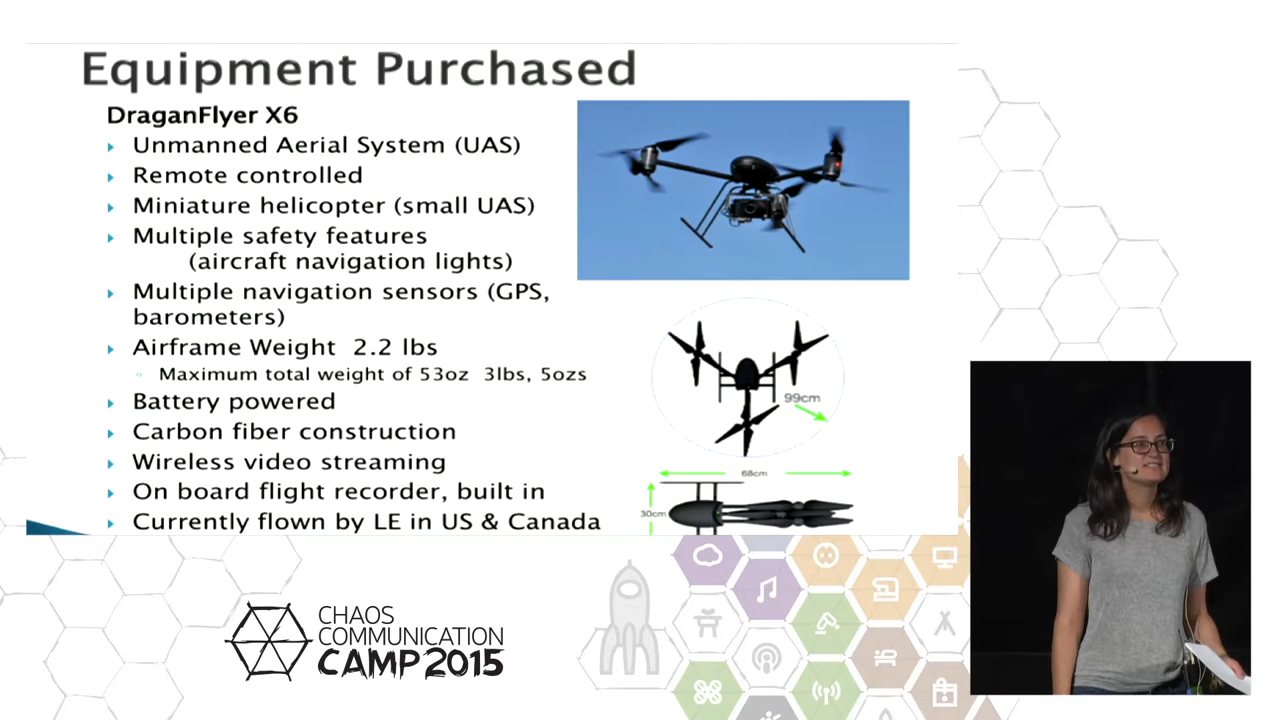 Equipment Purchased
DraganFlyer X6
Unmanned Aerial System (UAS)
Remote controlled
Miniature helicopter (small UAS)
Multiple safety features
(aircraft navigation lights)
Multiple navigation sensors (GPS,
barometers)
Airframe Weight 2.2 lbs
Maximum total weight of 53oz 3lbs, 5ozs
Battery powered
Carbon fiber construction
Wireless video streaming
On board flight recorder, built in
Currently flown by LE in US & Canada
99cm
68cm
30cm
CHAOS
COMMUNICATION
CAMP 2015